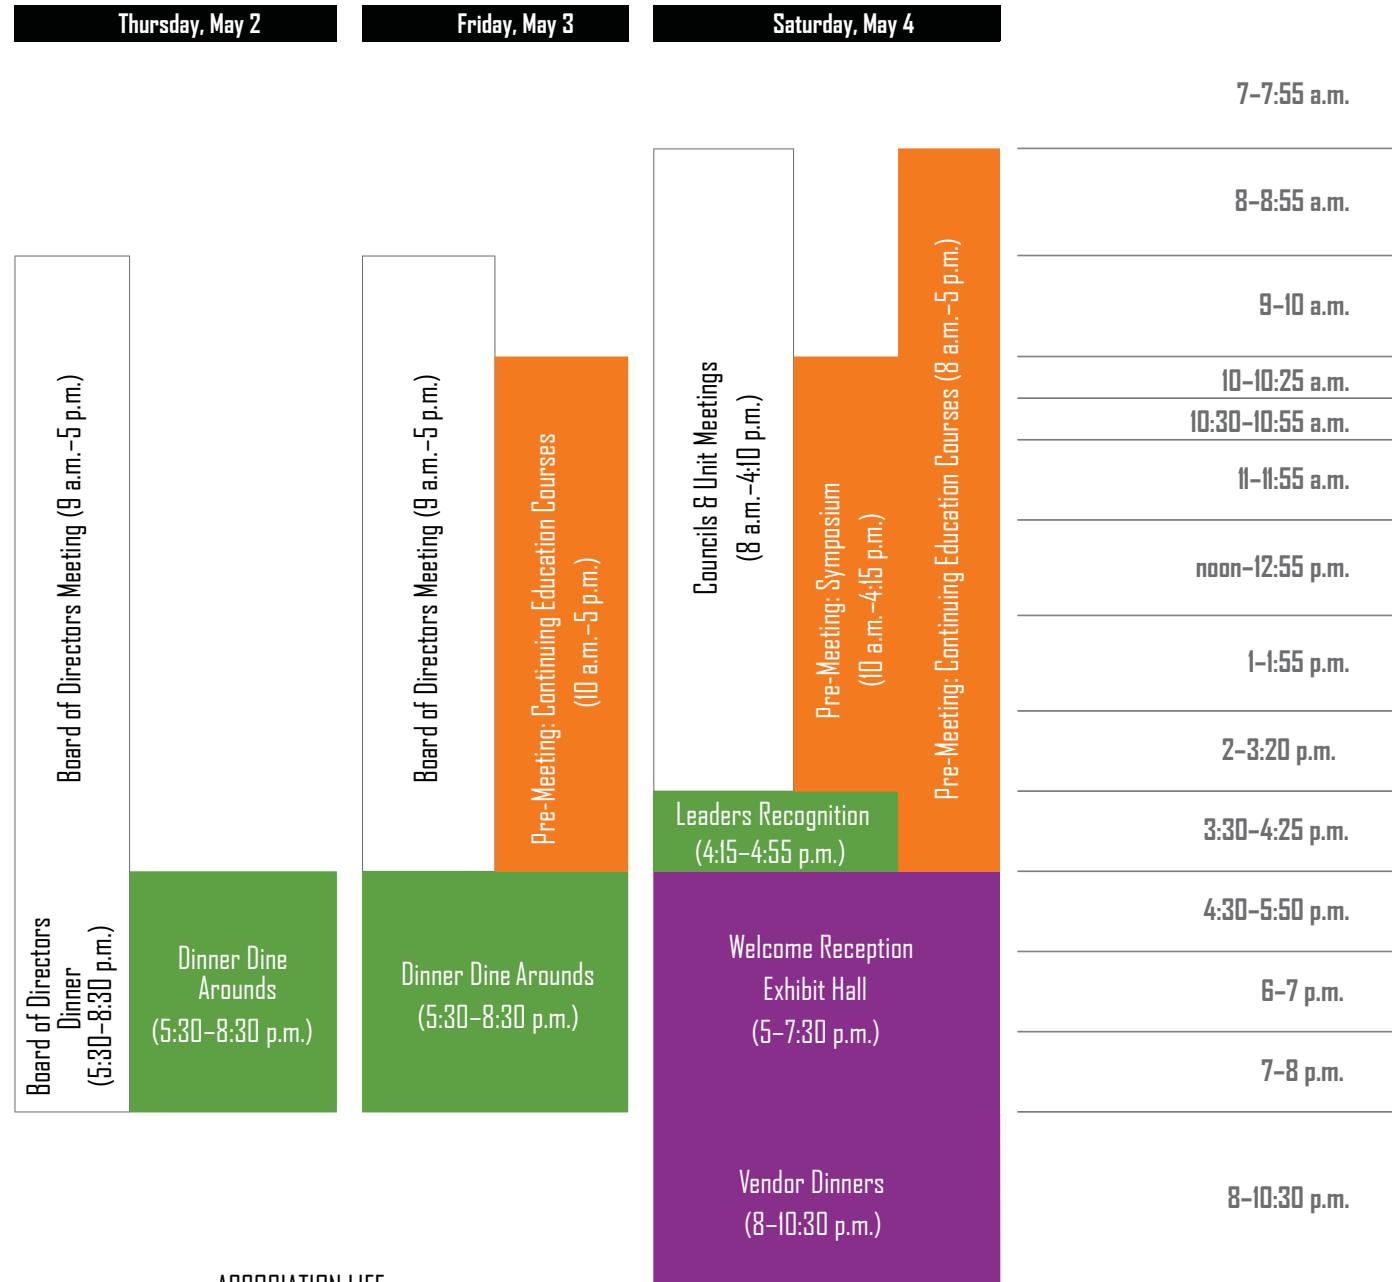 Thursday, May 2
Friday, May 3
Saturday, May 4
Board of Directors Meeting (9 a.m.–5 p.m.)
Board of Directors
Dinner
(5:30–8:30 p.m.)
Dinner Dine
Arounds
(5:30–8:30 p.m.)
Board of Directors Meeting (9 a.m.–5 p.m.)
Pre-Meeting: Continuing Education Courses
(10 a.m.–5 p.m.)
Dinner Dine Arounds
(5:30–8:30 p.m.)
Councils & Unit Meetings
(8 a.m.–4:10 p.m.)
Pre-Meeting: Symposium
(10 a.m.–4:15 p.m.)
Pre-Meeting: Continuing Education Courses (8 a.m.–5 p.m.)
Leaders Recognition
(4:15–4:55 p.m.)
Welcome Reception
Exhibit Hall
(5–7:30 p.m.)
Vendor Dinners
(8–10:30 p.m.)
7–7:55 a.m.
8–8:55 a.m.
9–10 a.m.
10–10:25 a.m.
10:30–10:55 a.m.
11–11:55 a.m.
noon–12:55 p.m.
1–1:55 p.m.
2–3:20 p.m.
3:30–4:25 p.m.
4:30–5:50 p.m.
6–7 p.m.
7–8 p.m.
8–10:30 p.m.
ASSOCIATION LIFE